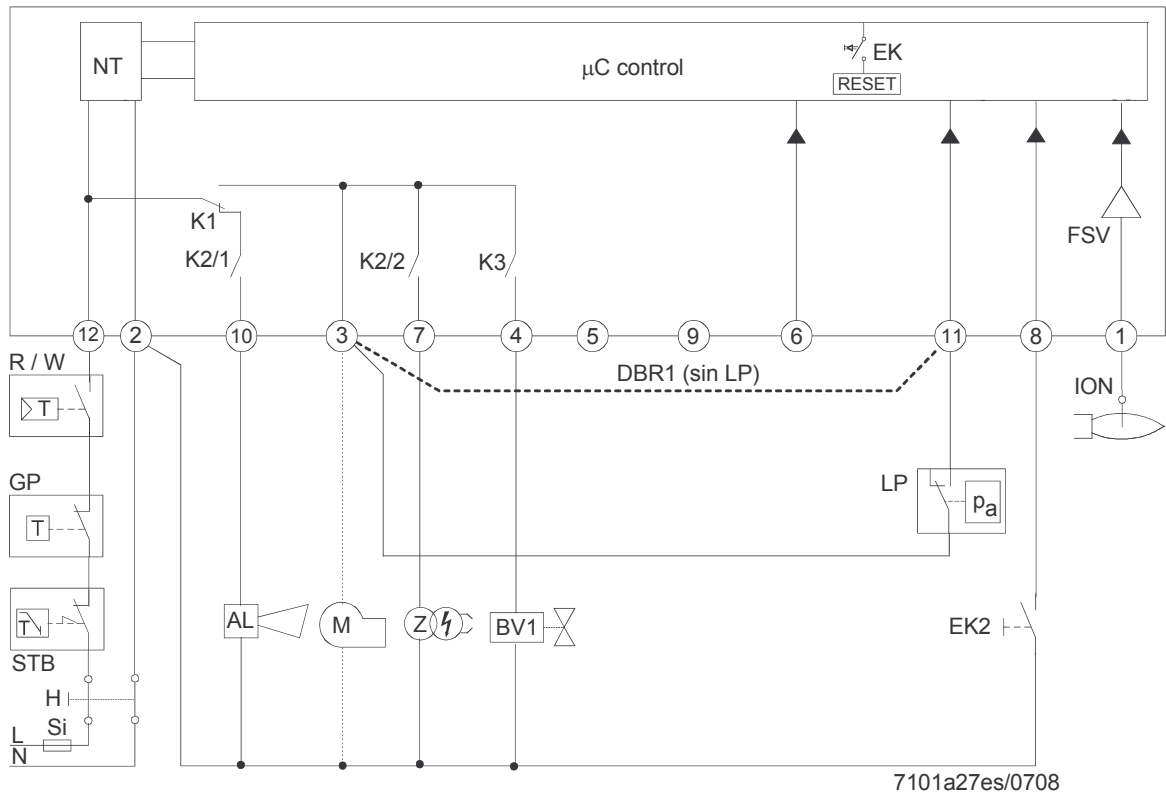 NT
μC control
EK
RESET
K1
K2/1
K2/2
K3
FSV
12
2
10
3
7
4
5
9
6
11
8
1
R / W
DBR1 (sin LP)
T
ION
GP
LP
T
pa
AL
M
Z
BV1
EK2
T
STB
H
Si
L
N
7101a27es/0708